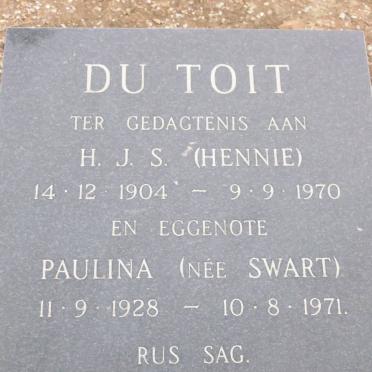 DU TOIT
TER GEDAGTENIS AAN
H. J. S. (HENNIE)
14 · 12 · 1904 – 9 · 9 · 1970
EN EGGENOTE
PAULINA (NÉE SWART)
11 · 9 · 1928 – 10 · 8 · 1971.
RUS SAG.